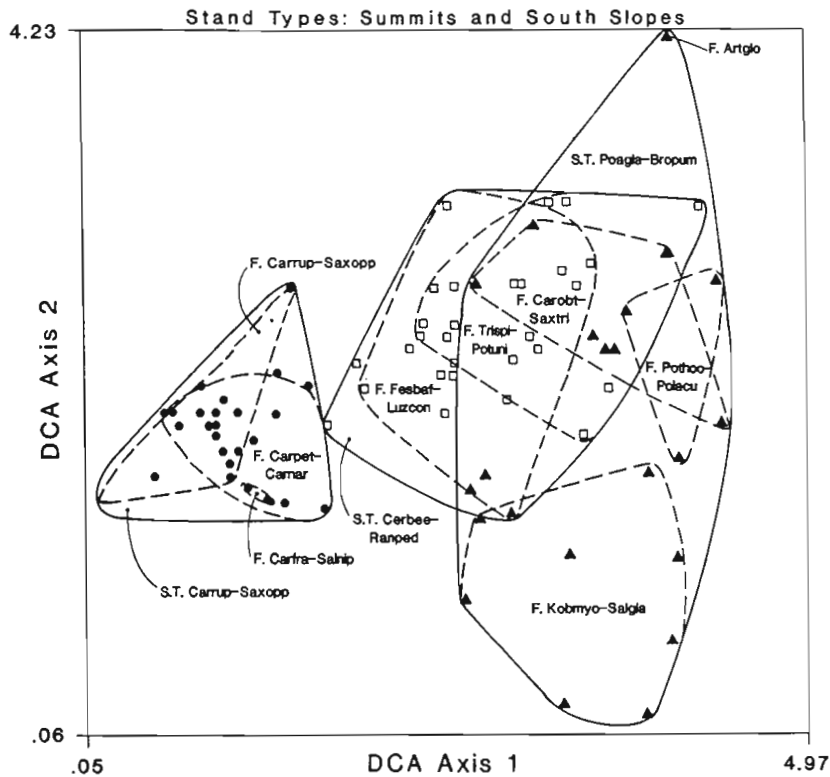 Stand Types: Summits and South Slopes
4.23
F. Artglo
S.T. Poagla-Bropum
F. Carrup-Saxopp
F. Carobt-
Saxtri
F. Trispi-
Potuni
F. Pothoo-
Polacu
F. Fesbaf-
Luzcon
F. Carpet-
Carnar
S.T. Cerbee-
Ranped
F. Carfra-Salnip
S.T. Carrup-Saxopp
F. Kobmyo-Salgla
DCA Axis 2
.06
.05
DCA Axis 1
4.97